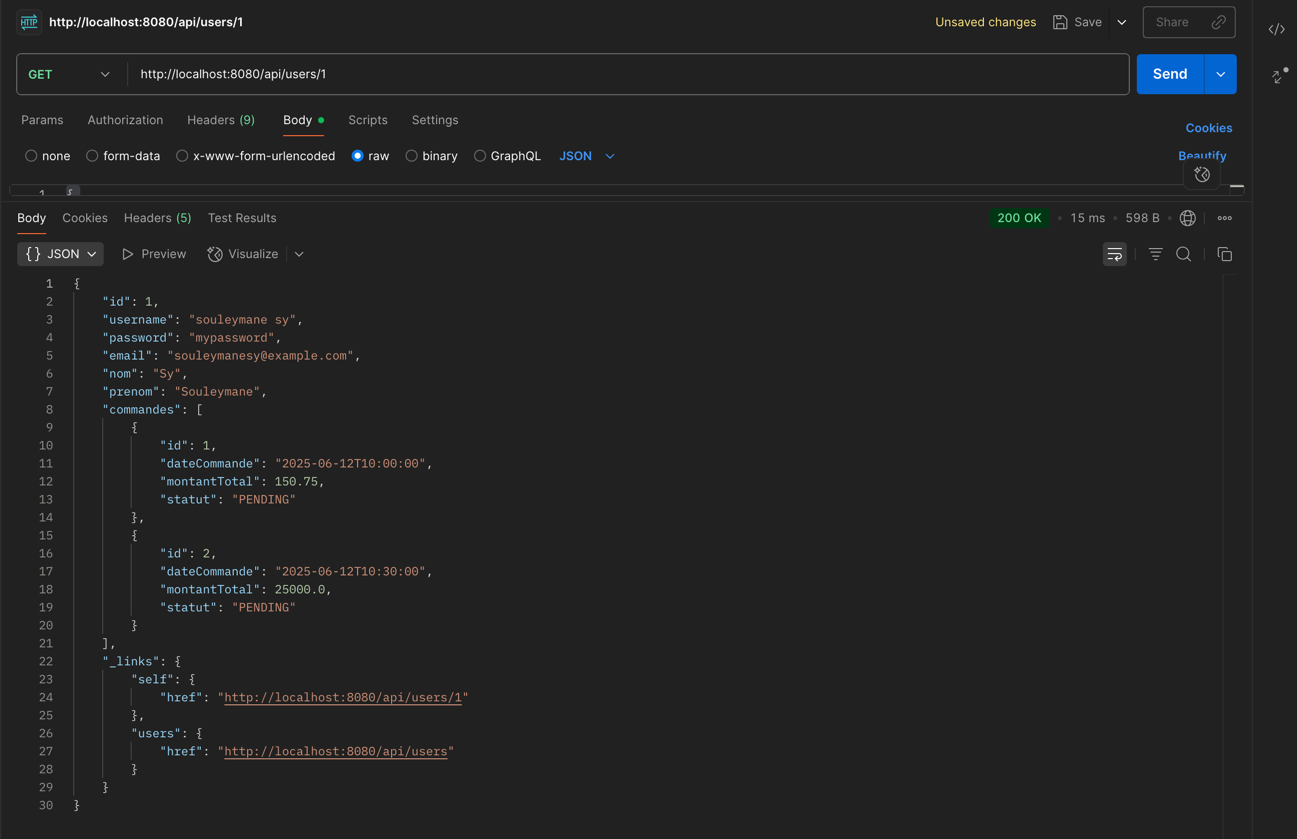 HTTP http://localhost:8080/api/users/1 Unsaved changes Save Share
GET http://localhost:8080/api/users/1 Send
Params Authorization Headers (9) Body Scripts Settings Cookies
none form-data x-www-form-urlencoded raw binary GraphQL JSON Beautify
1 {
Body Cookies Headers (5) Test Results 200 OK 15 ms 598 B
{} JSON Preview Visualize
1 {
2 "id": 1,
3 "username": "souleymane sy",
4 "password": "mypassword",
5 "email": "souleymanesy@example.com",
6 "nom": "Sy",
7 "prenom": "Souleymane",
8 "commandes": [
9 {
10 "id": 1,
11 "dateCommande": "2025-06-12T10:00:00",
12 "montantTotal": 150.75,
13 "statut": "PENDING"
14 },
15 {
16 "id": 2,
17 "dateCommande": "2025-06-12T10:30:00",
18 "montantTotal": 25000.0,
19 "statut": "PENDING"
20 }
21 ],
22 "_links": {
23 "self": {
24 "href": "http://localhost:8080/api/users/1"
25 },
26 "users": {
27 "href": "http://localhost:8080/api/users"
28 }
29 }
30 }